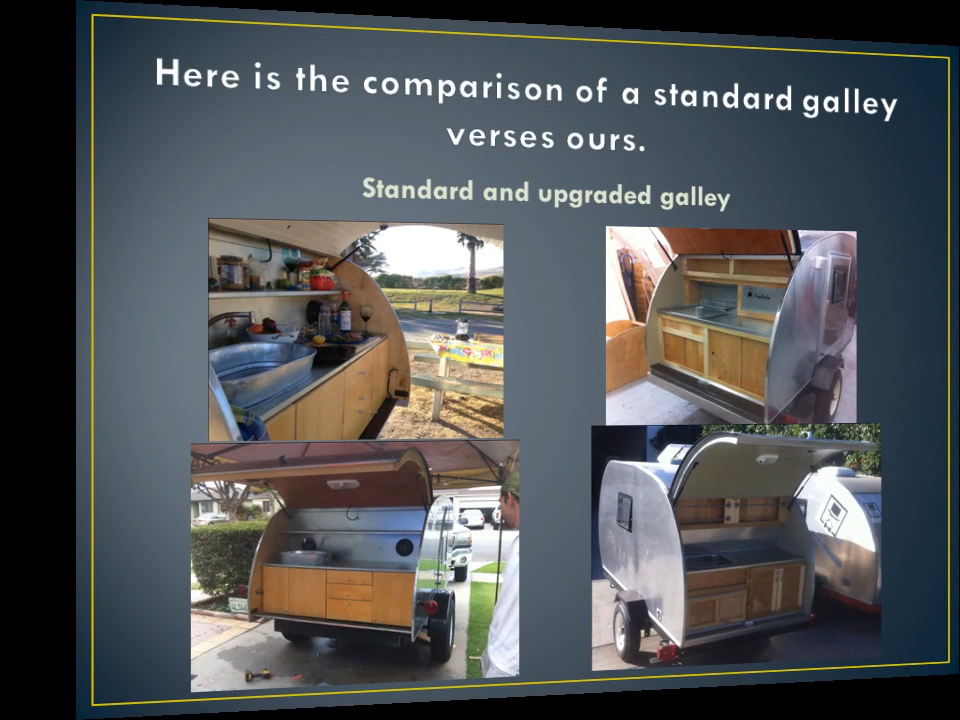 Here is the comparison of a standard galley
verses ours.
Standard and upgraded galley